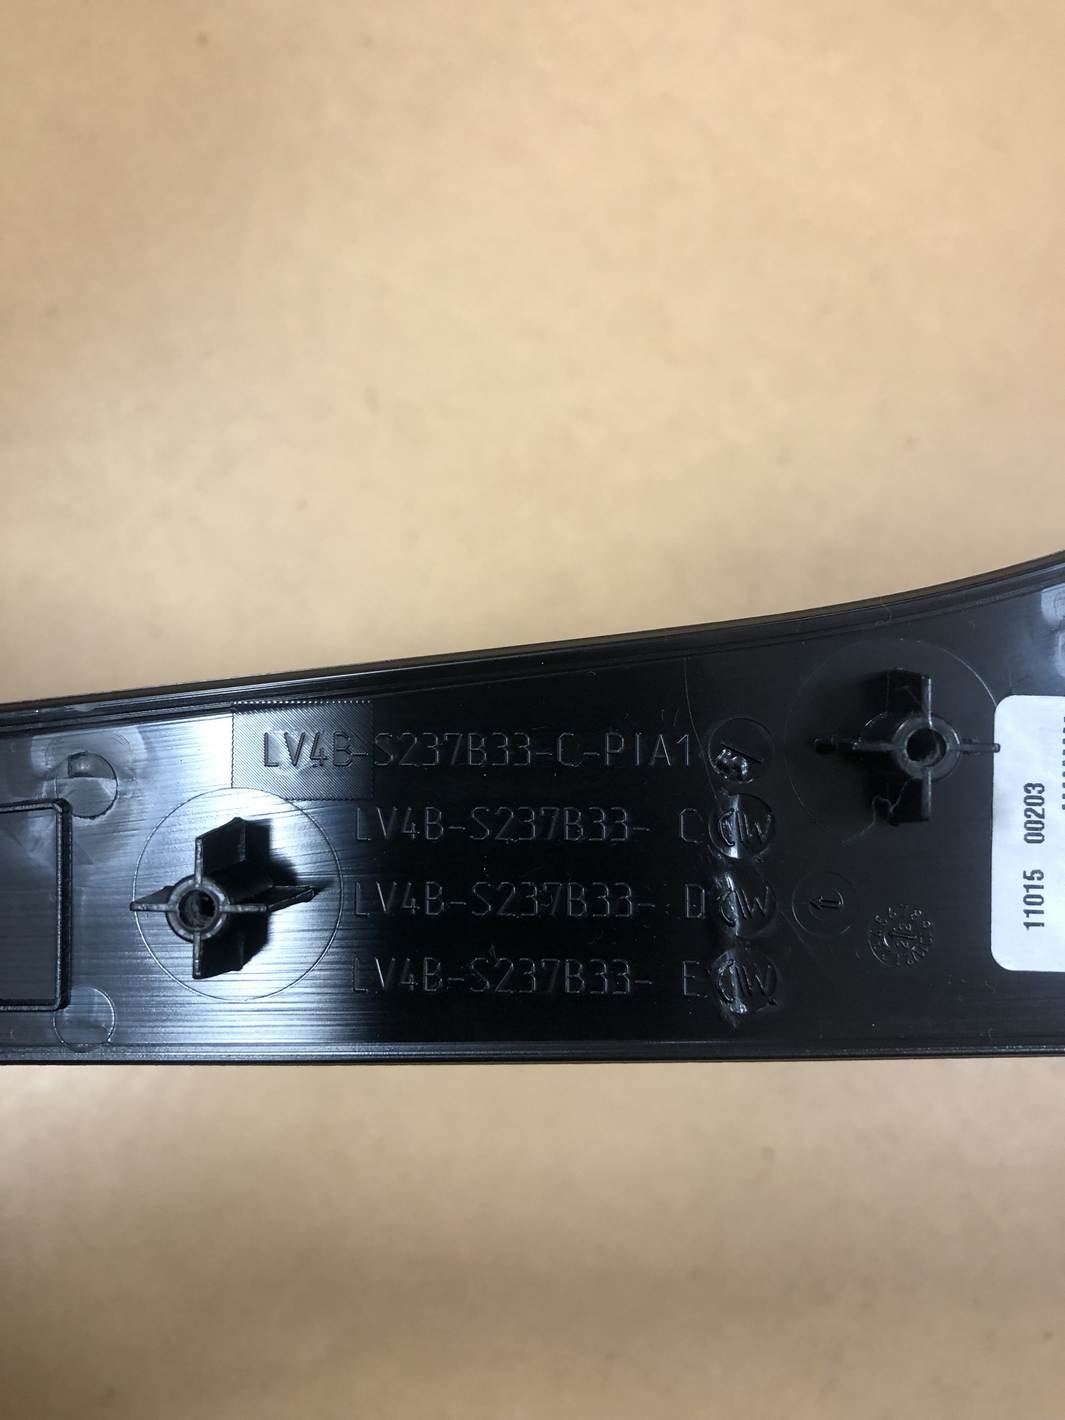 LV4B-S237B33-C-PIA1
LV4B-S237B33- C
LV4B-S237B33- D
LV4B-S237B33- E
11015 00203